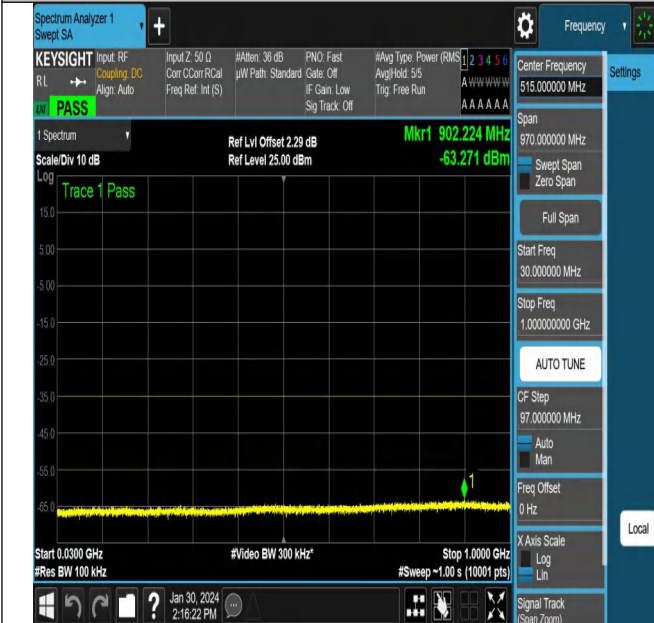 Spectrum Analyzer 1
Swept SA
+
Frequency
KEYSIGHT
RL
PASS
Input: RF
Coupling: DC
Align: Auto
Input Z: 50 Ω
Corr CCorr RCal
Freq Ref: Int (S)
#Atten: 36 dB
µW Path: Standard
PNO: Fast
Gate: Off
IF Gain: Low
Sig Track: Off
#Avg Type: Power (RMS
Avg|Hold: 5/5
Trig: Free Run
1 2 3 4 5 6
A W W W W W
A A A A A A
1 Spectrum
Scale/Div 10 dB
Ref Lvl Offset 2.29 dB
Ref Level 25.00 dBm
Mkr1 902.224 MHz
-63.271 dBm
Log
Trace 1 Pass
15.0
5.00
-5.00
-15.0
-25.0
-35.0
-45.0
-55.0
-65.0
1
Start 0.0300 GHz
#Res BW 100 kHz
#Video BW 300 kHz*
Stop 1.0000 GHz
#Sweep ~1.00 s (10001 pts)
?
Jan 30, 2024
2:16:22 PM
Center Frequency
515.000000 MHz
Settings
Span
970.000000 MHz
Swept Span
Zero Span
Full Span
Start Freq
30.000000 MHz
Stop Freq
1.000000000 GHz
AUTO TUNE
CF Step
97.000000 MHz
Auto
Man
Freq Offset
0 Hz
Local
X Axis Scale
Log
Lin
Signal Track
(Span Zoom)